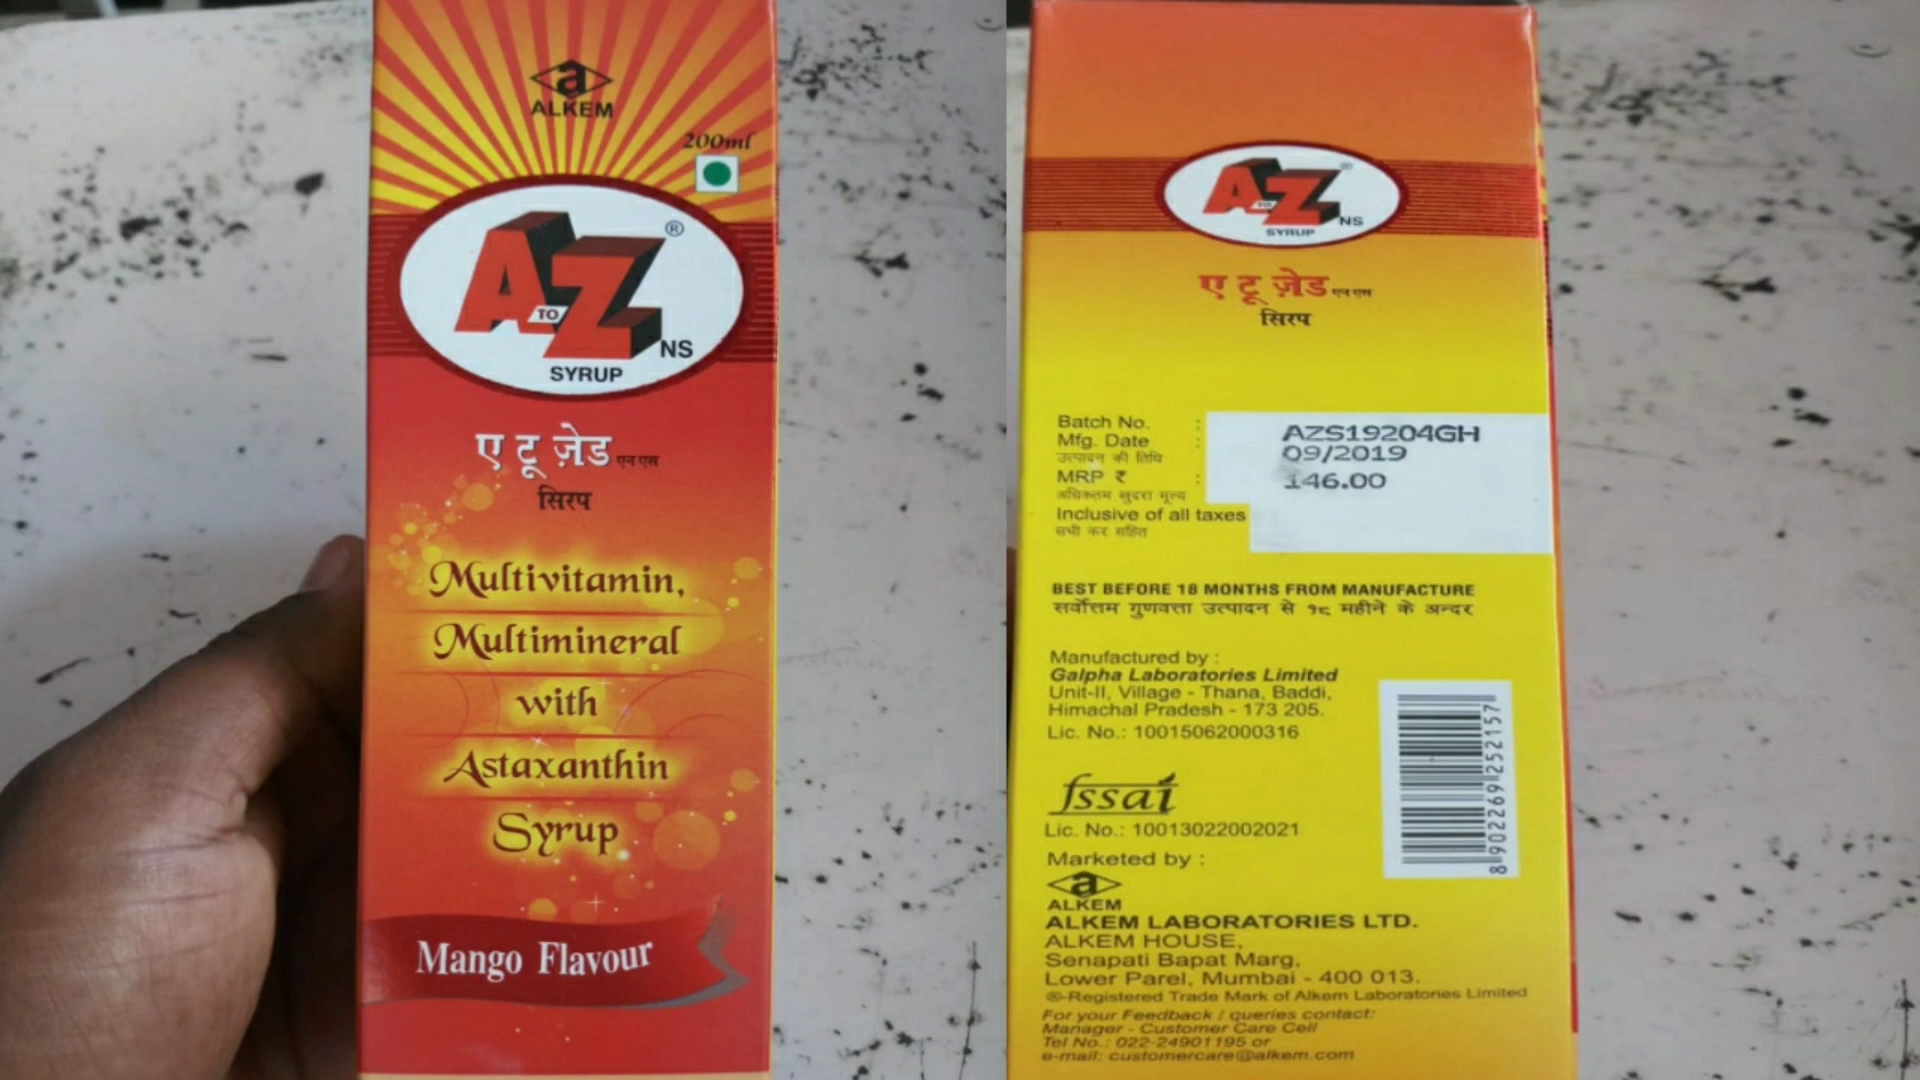 a
ALKEM
200ml
A TO Z ®
NS
SYRUP
ए टू ज़ेड एन एस
सिरप
Multivitamin,
Multimineral
with
Astaxanthin
Syrup
Mango Flavour
A TO Z ®
NS
SYRUP
ए टू ज़ेड एन एस
सिरप
Batch No. : AZS19204GH
Mfg. Date : 09/2019
उत्पादन की तिथि
MRP ₹ : 146.00
अधिकतम खुदरा मूल्य
Inclusive of all taxes
सभी कर सहित
BEST BEFORE 18 MONTHS FROM MANUFACTURE
सर्वोत्तम गुणवत्ता उत्पादन से १८ महीने के अन्दर
Manufactured by :
Galpha Laboratories Limited
Unit-II, Village - Thana, Baddi,
Himachal Pradesh - 173 205.
Lic. No.: 10015062000316
fssai
Lic. No.: 10013022002021
8902269252157
Marketed by :
a
ALKEM
ALKEM LABORATORIES LTD.
ALKEM HOUSE,
Senapati Bapat Marg,
Lower Parel, Mumbai - 400 013.
®-Registered Trade Mark of Alkem Laboratories Limited
For your Feedback / queries contact:
Manager - Customer Care Cell
Tel No.: 022-24901195 or
e-mail: customercare@alkem.com